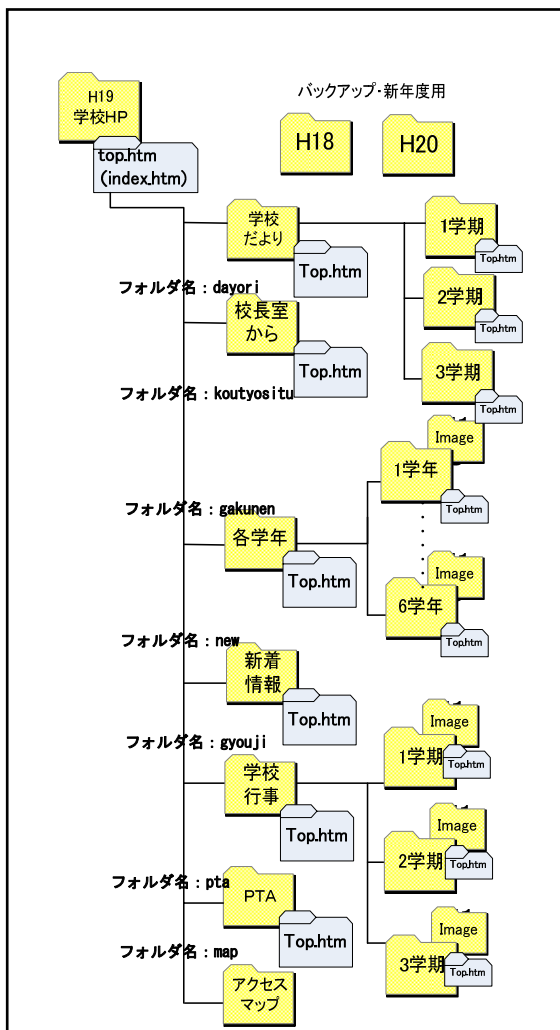 H19
学校HP
top.htm
(index.htm)
バックアップ・新年度用
H18
H20
学校
だより
Top.htm
1学期
Top.htm
2学期
Top.htm
3学期
Top.htm
フォルダ名：dayori
校長室
から
Top.htm
フォルダ名：koutyositu
フォルダ名：gakunen
各学年
Top.htm
Image
1学年
Top.htm
Image
6学年
Top.htm
フォルダ名：new
新着
情報
Top.htm
フォルダ名：gyouji
学校
行事
Top.htm
Image
1学期
Top.htm
Image
2学期
Top.htm
Image
3学期
Top.htm
フォルダ名：pta
PTA
Top.htm
フォルダ名：map
アクセス
マップ